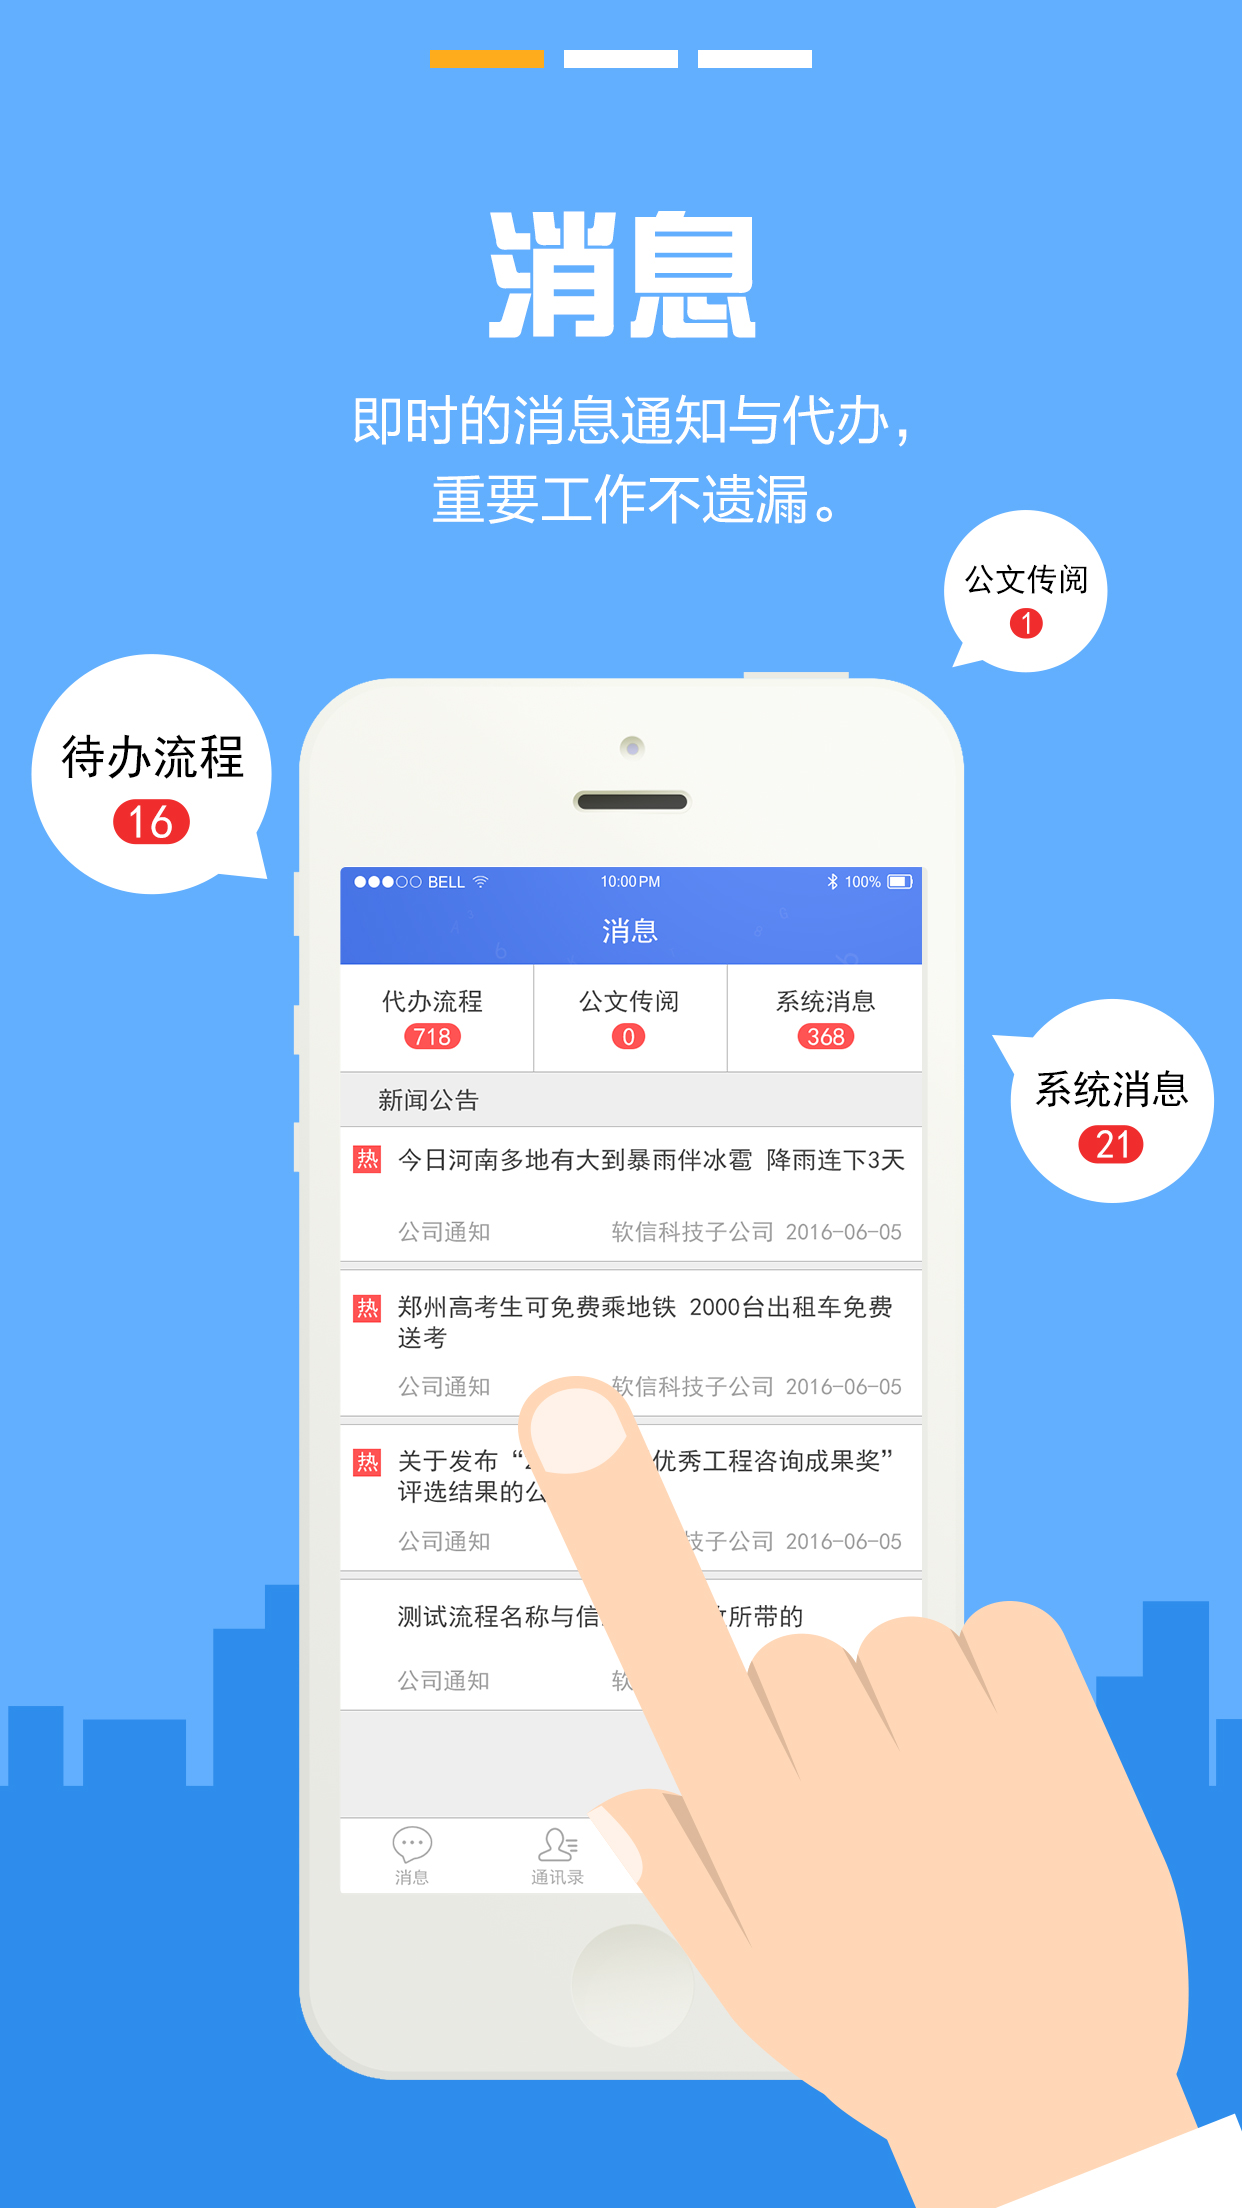 消息
即时的消息通知与代办，
重要工作不遗漏。
公文传阅
1
待办流程
16
BELL 10:00 PM 100%
消息
代办流程 公文传阅 系统消息
718 0 368
系统消息
21
新闻公告
热 今日河南多地有大到暴雨伴冰雹 降雨连下3天
公司通知 软信科技子公司 2016-06-05
热 郑州高考生可免费乘地铁 2000台出租车免费
送考
公司通知 软信科技子公司 2016-06-05
热 关于发布“ 优秀工程咨询成果奖”
评选结果的公
公司通知 技子公司 2016-06-05
测试流程名称与信 所带的
公司通知 软
消息 通讯录